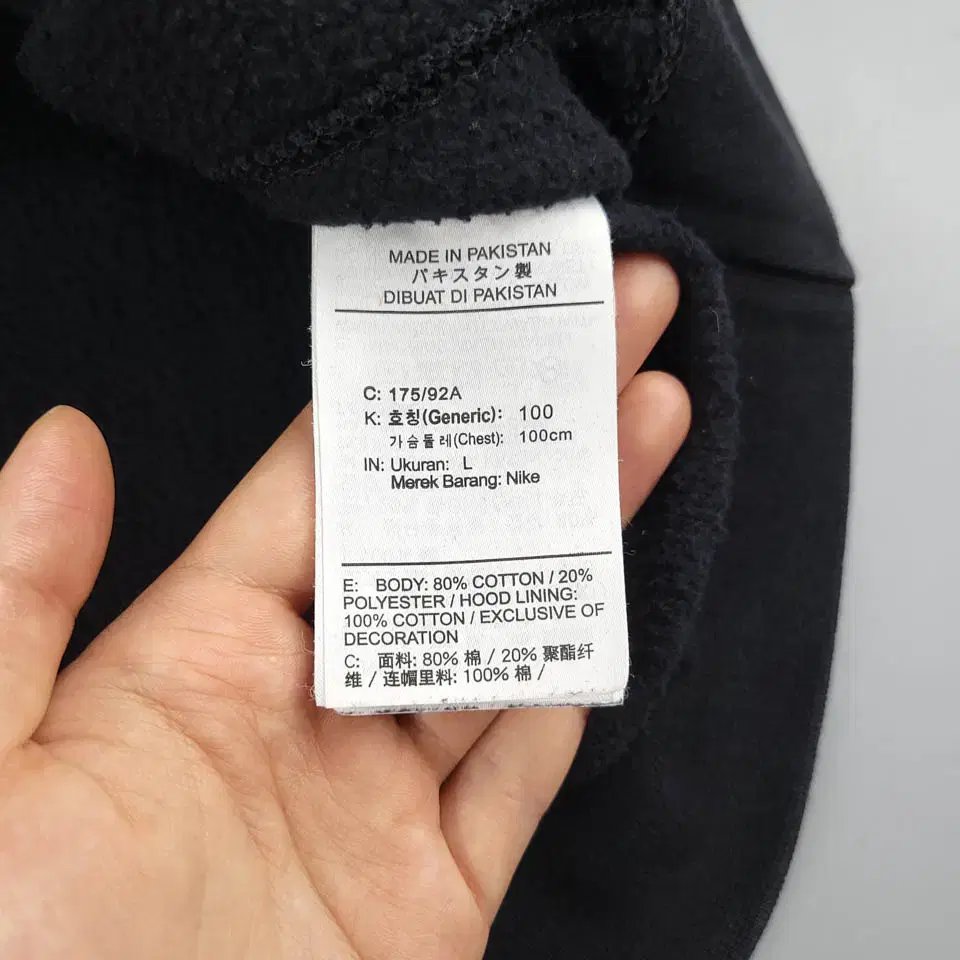 MADE IN PAKISTAN
パキスタン製
DIBUAT DI PAKISTAN
C: 175/92A
K: 호칭(Generic): 100
가슴둘레(Chest): 100cm
IN: Ukuran: L
Merek Barang: Nike
E: BODY: 80% COTTON / 20%
POLYESTER / HOOD LINING:
100% COTTON / EXCLUSIVE OF
DECORATION
C: 面料: 80% 棉 / 20% 聚酯纤
维 / 连帽里料: 100% 棉 /